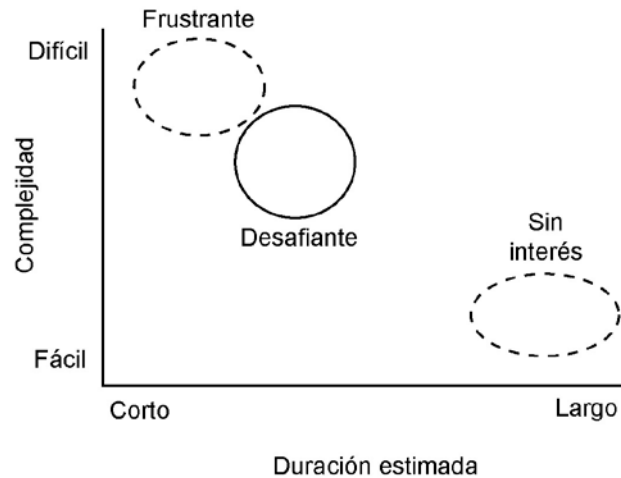 Frustrante
Difícil
Complejidad
Desafiante
Sin
interés
Fácil
Corto
Largo
Duración estimada